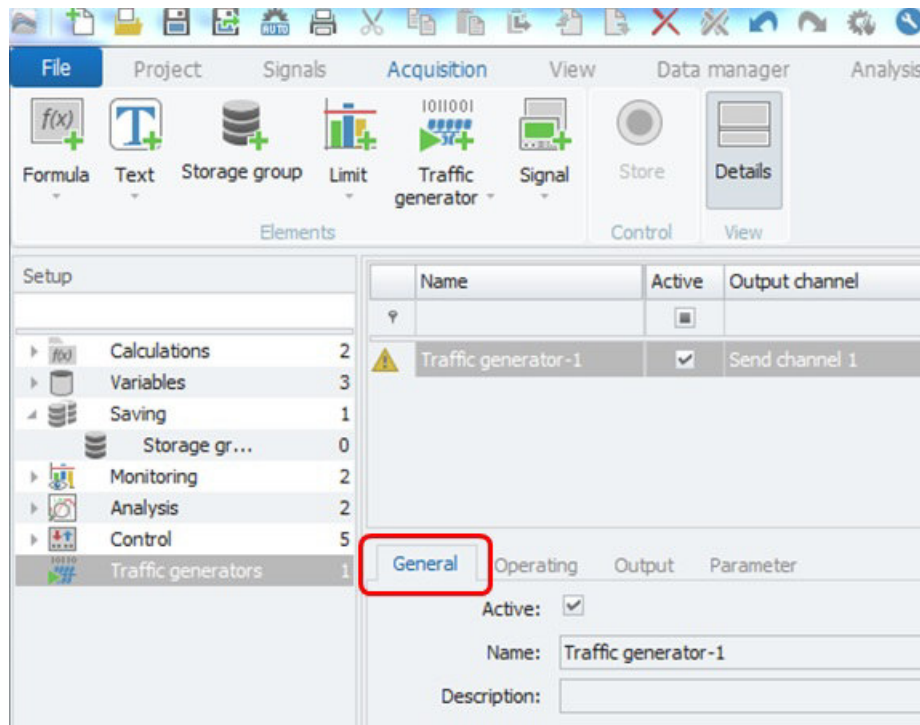 AUTO
File Project Signals Acquisition View Data manager Analysis
f(x) 1011001
Formula Text Storage group Limit Traffic generator Signal Store Details
Elements Control View
Setup
Name Active Output channel
Traffic generator-1 Send channel 1
f(x) Calculations 2
Variables 3
Saving 1
Storage gr... 0
Monitoring 2
Analysis 2
Control 5
Traffic generators 1
General Operating Output Parameter
Active:
Name: Traffic generator-1
Description: